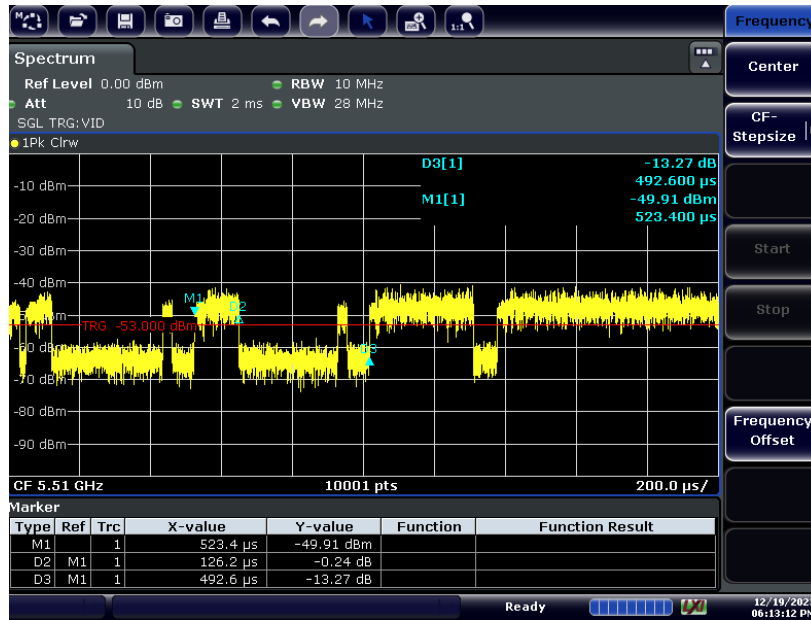 1:1
Frequency
Spectrum
Ref Level 0.00 dBm RBW 10 MHz
Att 10 dB SWT 2 ms VBW 28 MHz
SGL TRG:VID
1Pk Clrw
D3[1] -13.27 dB
492.600 µs
M1[1] -49.91 dBm
523.400 µs
-10 dBm
-20 dBm
-30 dBm
-40 dBm
M1
D2
TRG -53.000 dBm
D3
-70 dBm
-80 dBm
-90 dBm
CF 5.51 GHz 10001 pts 200.0 µs/
Marker
Type Ref Trc X-value Y-value Function Function Result
M1 1 523.4 µs -49.91 dBm
D2 M1 1 126.2 µs -0.24 dB
D3 M1 1 492.6 µs -13.27 dB
Center
CF-
Stepsize
Start
Stop
Frequency
Offset
Ready LXI
12/19/202
06:13:12 P